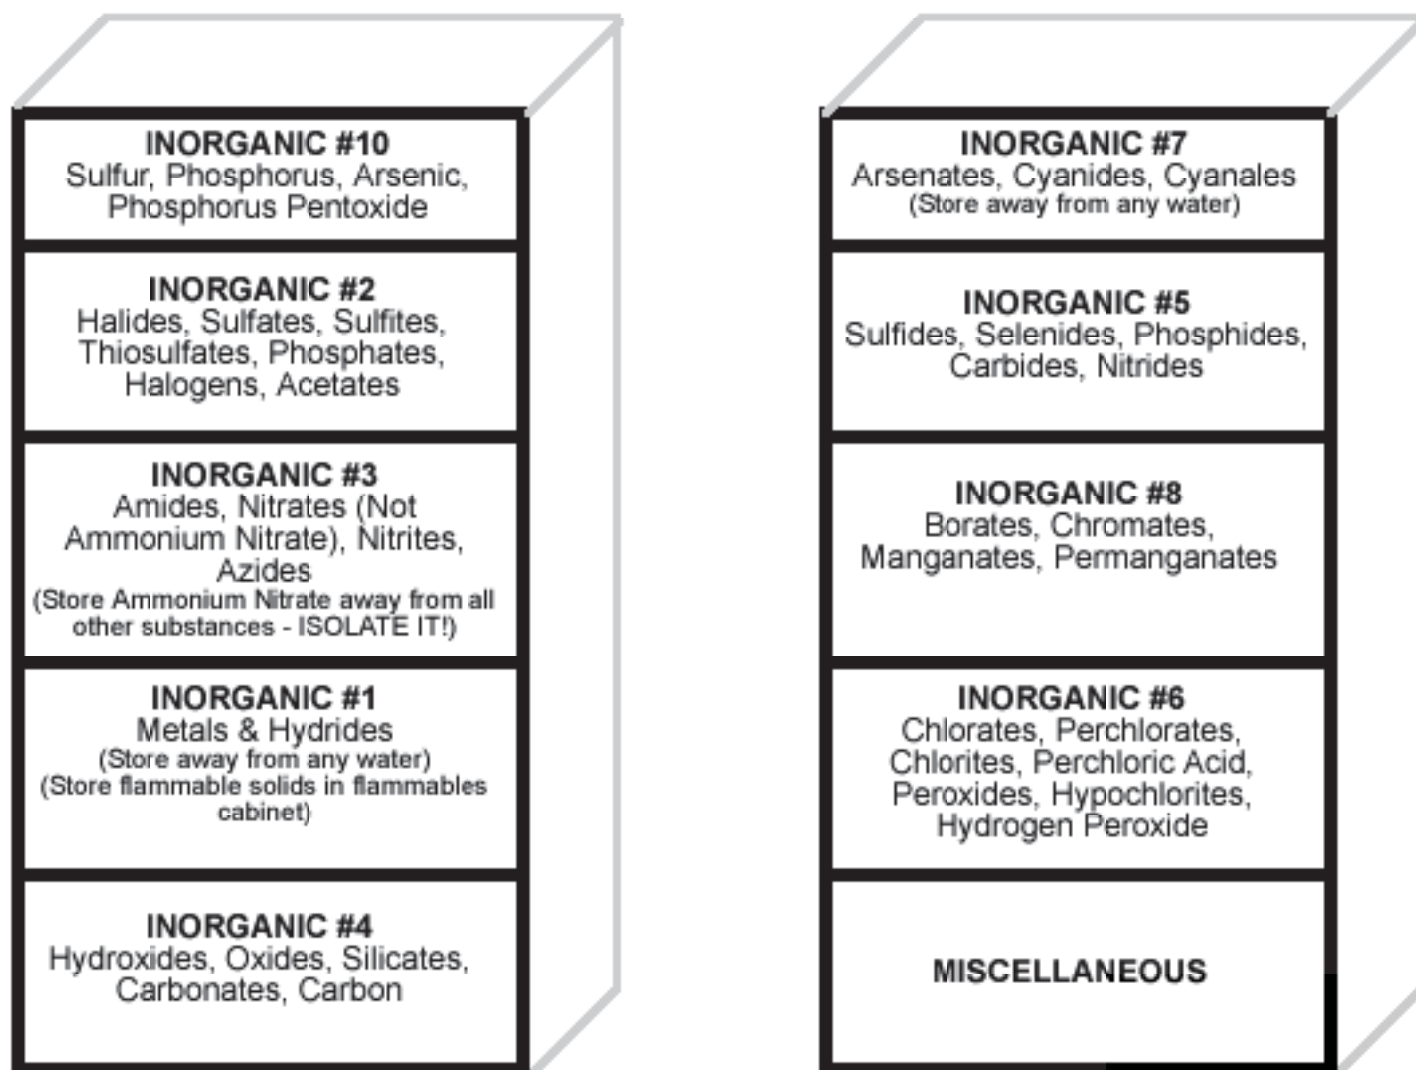 INORGANIC #10
Sulfur, Phosphorus, Arsenic,
Phosphorus Pentoxide
INORGANIC #2
Halides, Sulfates, Sulfites,
Thiosulfates, Phosphates,
Halogens, Acetates
INORGANIC #3
Amides, Nitrates (Not
Ammonium Nitrate), Nitrites,
Azides
(Store Ammonium Nitrate away from all
other substances - ISOLATE IT!)
INORGANIC #1
Metals & Hydrides
(Store away from any water)
(Store flammable solids in flammables
cabinet)
INORGANIC #4
Hydroxides, Oxides, Silicates,
Carbonates, Carbon
INORGANIC #7
Arsenates, Cyanides, Cyanales
(Store away from any water)
INORGANIC #5
Sulfides, Selenides, Phosphides,
Carbides, Nitrides
INORGANIC #8
Borates, Chromates,
Manganates, Permanganates
INORGANIC #6
Chlorates, Perchlorates,
Chlorites, Perchloric Acid,
Peroxides, Hypochlorites,
Hydrogen Peroxide
MISCELLANEOUS